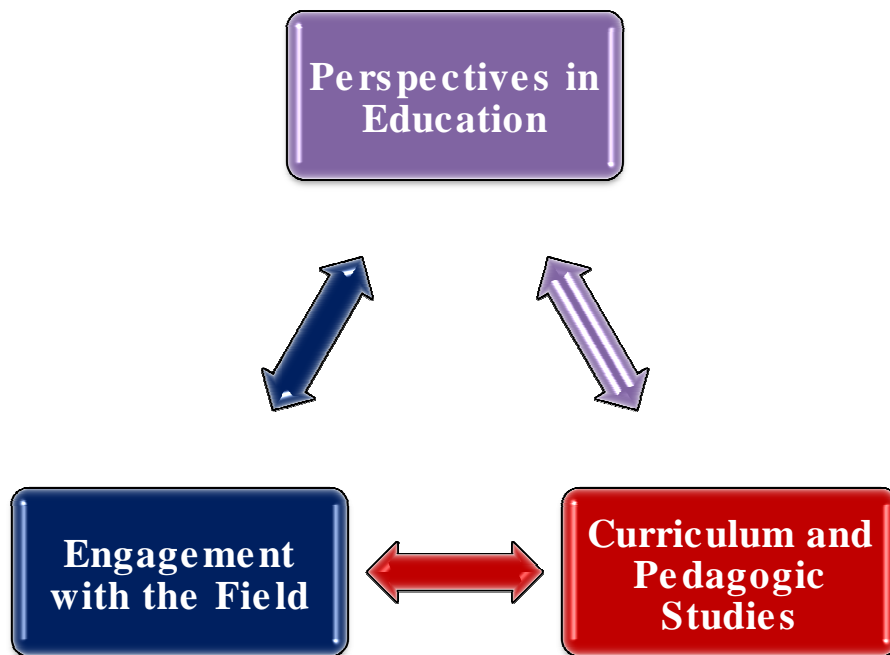 Perspectives in
Education
Engagement
with the Field
Curriculum and
Pedagogic
Studies